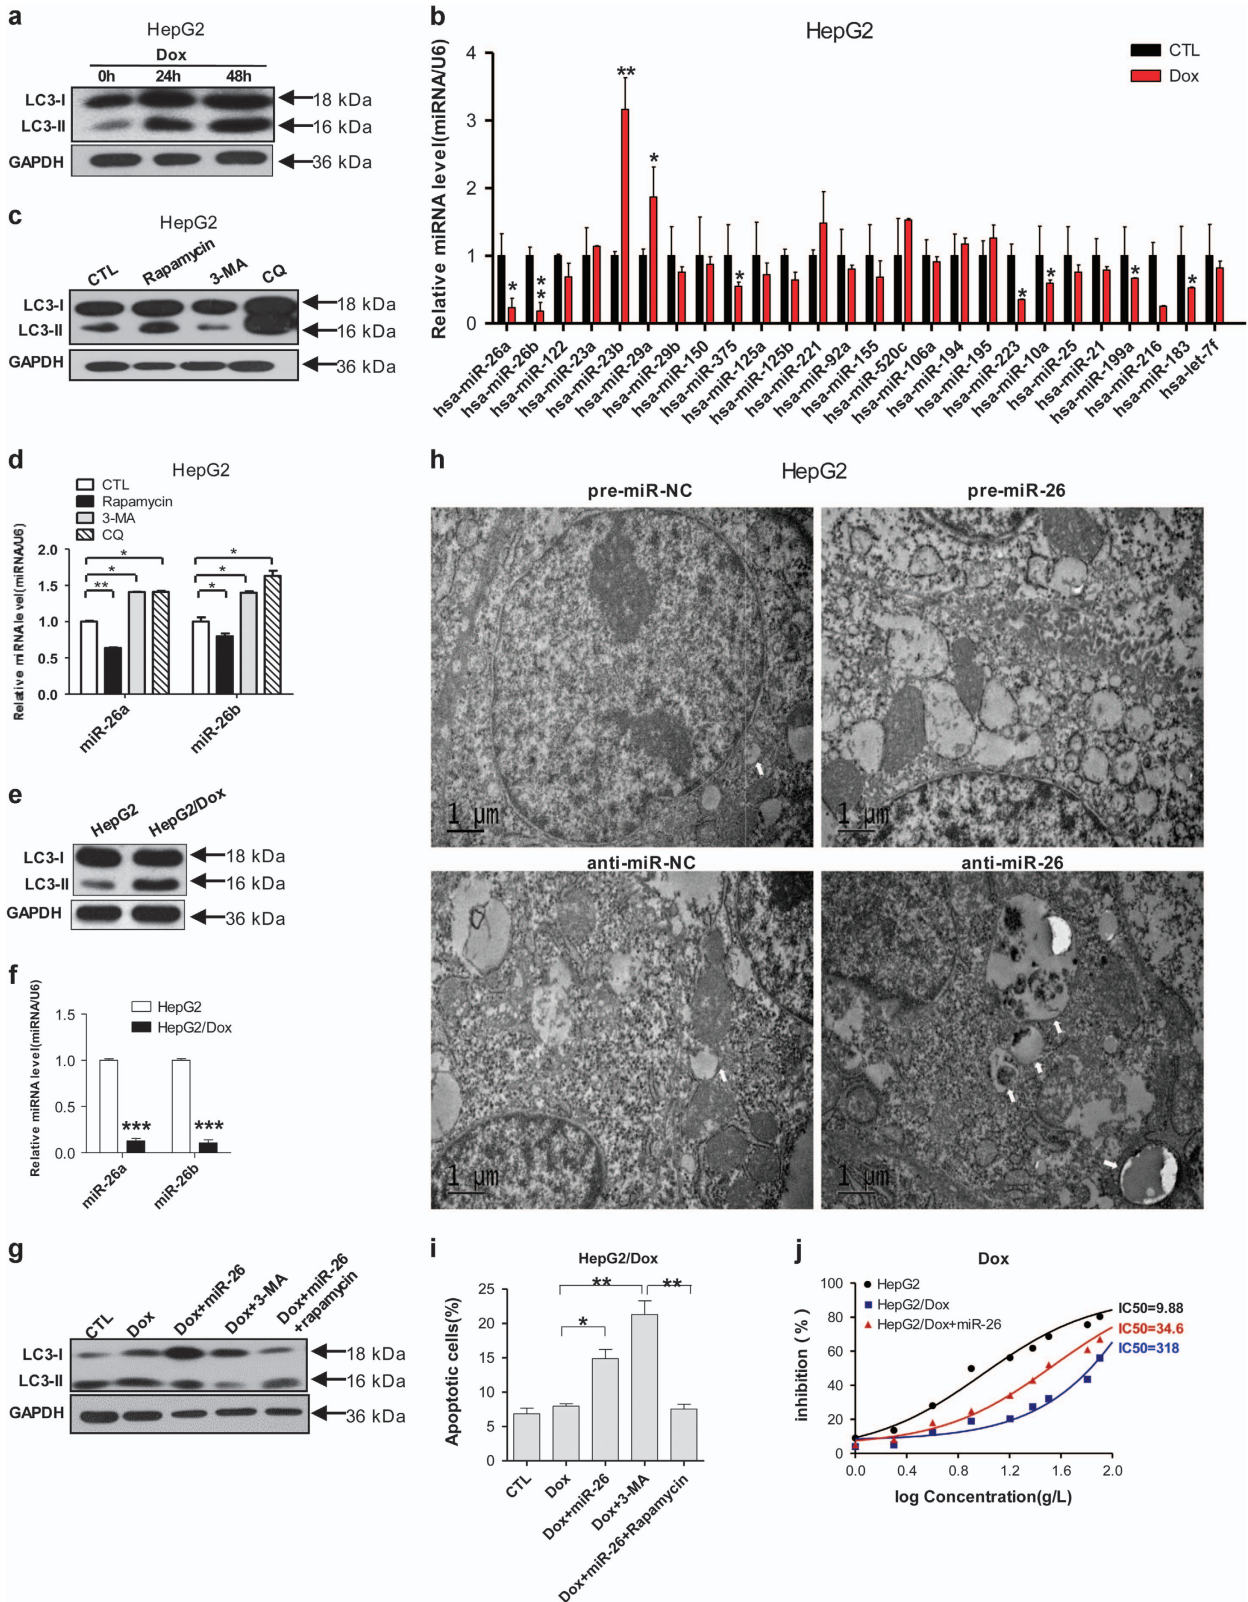 a
HepG2
Dox
0h 24h 48h
LC3-I 18 kDa
LC3-II 16 kDa
GAPDH 36 kDa
b
HepG2
CTL
Dox
Relative miRNA level(miRNA/U6)
4
3
2
1
0
* ** ** * * * * * *
hsa-miR-26a
hsa-miR-26b
hsa-miR-122
hsa-miR-23a
hsa-miR-23b
hsa-miR-29a
hsa-miR-29b
hsa-miR-150
hsa-miR-375
hsa-miR-125a
hsa-miR-125b
hsa-miR-221
hsa-miR-92a
hsa-miR-155
hsa-miR-520c
hsa-miR-106a
hsa-miR-194
hsa-miR-195
hsa-miR-223
hsa-miR-10a
hsa-miR-25
hsa-miR-21
hsa-miR-199a
hsa-miR-216
hsa-miR-183
hsa-let-7f
c
HepG2
CTL Rapamycin 3-MA CQ
LC3-I 18 kDa
LC3-II 16 kDa
GAPDH 36 kDa
d
HepG2
CTL
Rapamycin
3-MA
CQ
Relative miRNA level(miRNA/U6)
2.0
1.5
1.0
0.5
0.0
* *
* *
** *
miR-26a miR-26b
e
HepG2 HepG2/Dox
LC3-I 18 kDa
LC3-II 16 kDa
GAPDH 36 kDa
f
HepG2
HepG2/Dox
Relative miRNA level(miRNA/U6)
1.5
1.0
0.5
0.0
*** ***
miR-26a miR-26b
g
CTL Dox Dox+miR-26 Dox+3-MA Dox+miR-26
+rapamycin
LC3-I 18 kDa
LC3-II 16 kDa
GAPDH 36 kDa
h
HepG2
pre-miR-NC pre-miR-26
1 µm 1 µm
anti-miR-NC anti-miR-26
1 µm 1 µm
i
HepG2/Dox
Apoptotic cells(%)
25
20
15
10
5
0
** **
*
CTL
Dox
Dox+miR-26
Dox+3-MA
Dox+miR-26+Rapamycin
j
Dox
HepG2
HepG2/Dox
HepG2/Dox+miR-26
IC50=9.88
IC50=34.6
IC50=318
inhibition ( % )
100
80
60
40
20
0
0.0 0.4 0.8 1.2 1.6 2.0
log Concentration(g/L)